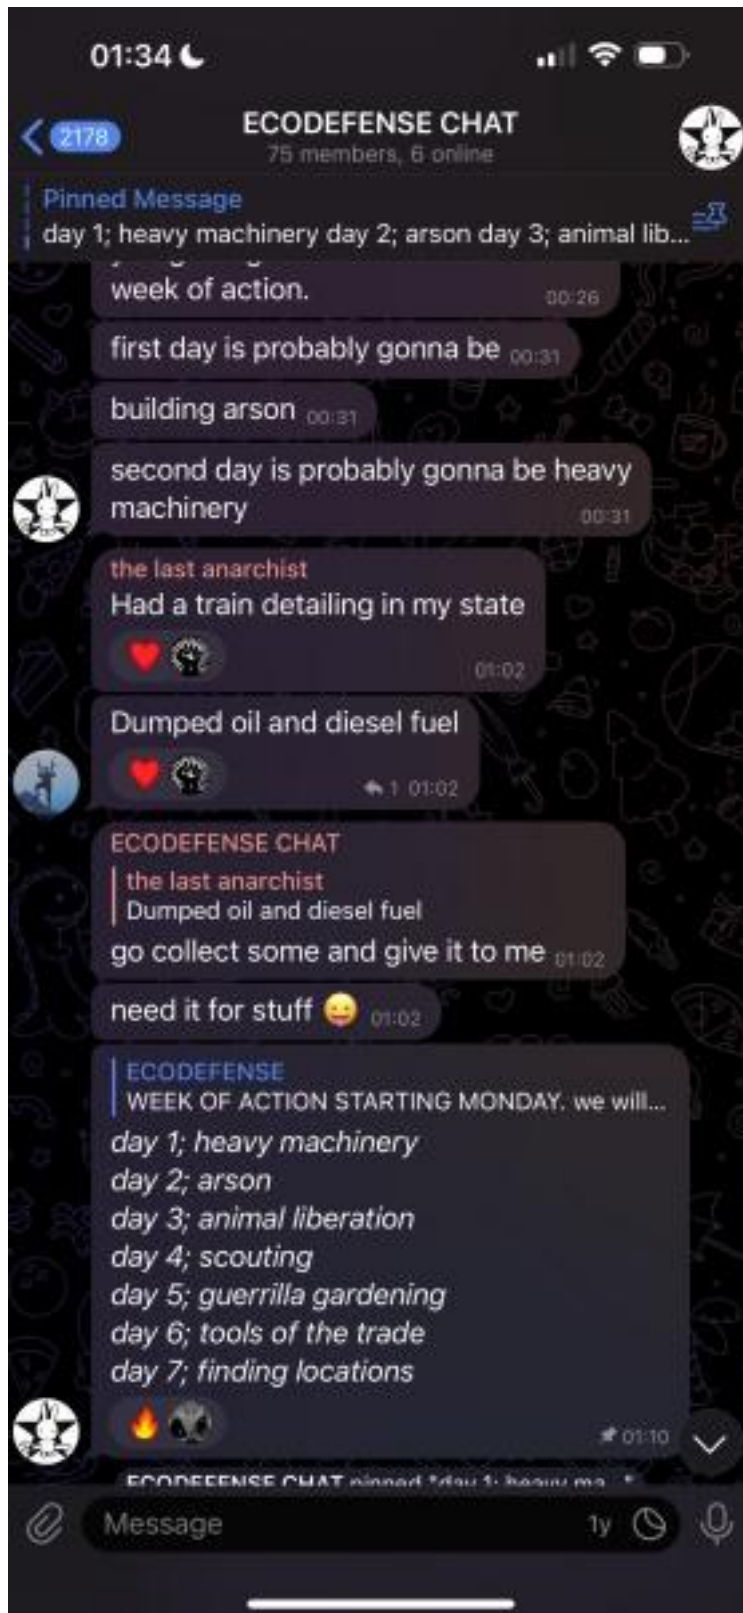 01:34
2178
ECODEFENSE CHAT
75 members, 6 online
Pinned Message
day 1; heavy machinery day 2; arson day 3; animal lib...
week of action.
00:26
first day is probably gonna be 00:31
building arson 00:31
second day is probably gonna be heavy
machinery
00:31
the last anarchist
Had a train detailing in my state
01:02
Dumped oil and diesel fuel
1 01:02
ECODEFENSE CHAT
the last anarchist
Dumped oil and diesel fuel
go collect some and give it to me 01:02
need it for stuff 😛 01:02
ECODEFENSE
WEEK OF ACTION STARTING MONDAY. we will...
day 1; heavy machinery
day 2; arson
day 3; animal liberation
day 4; scouting
day 5; guerrilla gardening
day 6; tools of the trade
day 7; finding locations
01:10
ECODEFENSE CHAT pinned "day 1; heavy ma..."
Message
1y